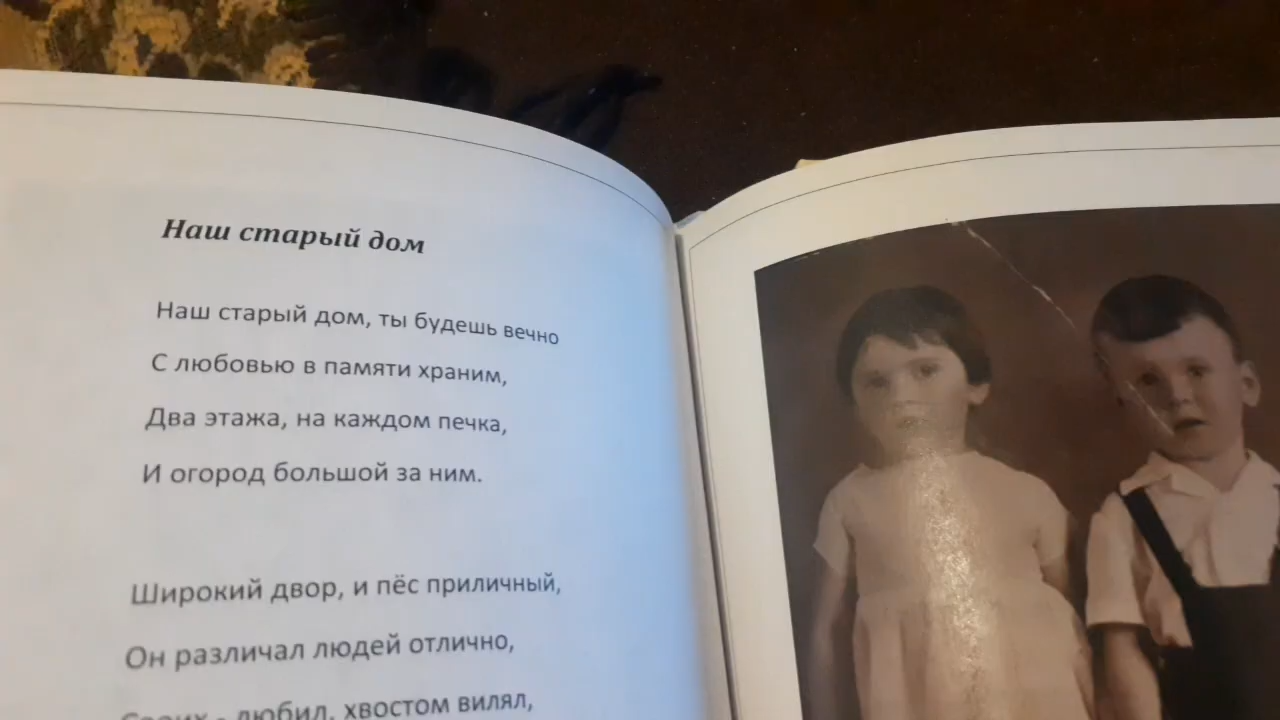 Наш старый дом
Наш старый дом, ты будешь вечно
С любовью в памяти храним,
Два этажа, на каждом печка,
И огород большой за ним.
Широкий двор, и пёс приличный,
Он различал людей отлично,
Своих - любил, хвостом вилял,